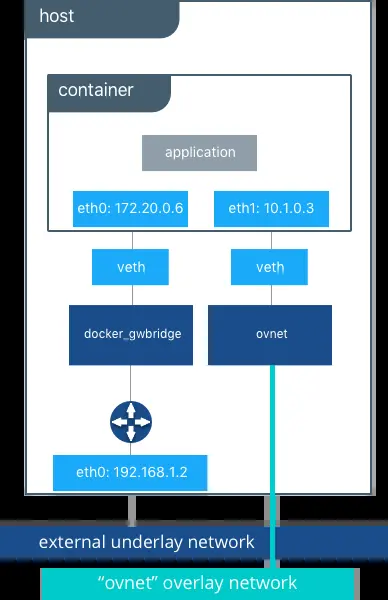 host
container
application
eth0: 172.20.0.6
eth1: 10.1.0.3
veth
veth
docker_gwbridge
ovnet
eth0: 192.168.1.2
external underlay network
“ovnet” overlay network